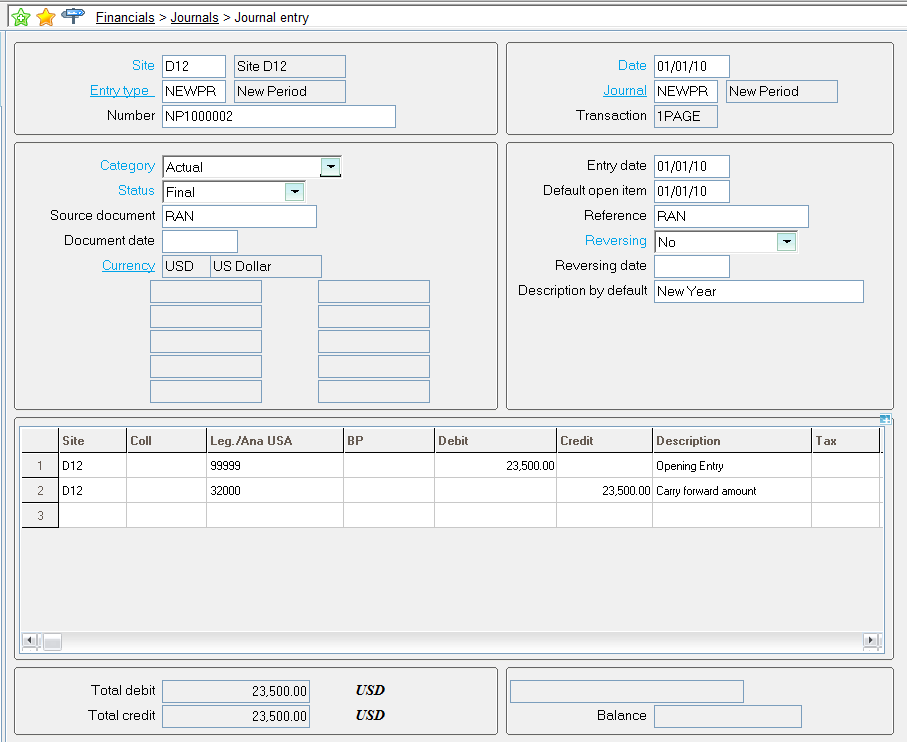 Financials > Journals > Journal entry
Site D12 Site D12
Entry type NEWPR New Period
Number NP1000002
Date 01/01/10
Journal NEWPR New Period
Transaction 1PAGE
Category Actual
Status Final
Source document RAN
Document date
Currency USD US Dollar
Entry date 01/01/10
Default open item 01/01/10
Reference RAN
Reversing No
Reversing date
Description by default New Year
Site Coll Leg./Ana USA BP Debit Credit Description Tax
1 D12 99999 23,500.00 Opening Entry
2 D12 32000 23,500.00 Carry forward amount
3
Total debit 23,500.00 USD
Total credit 23,500.00 USD
Balance